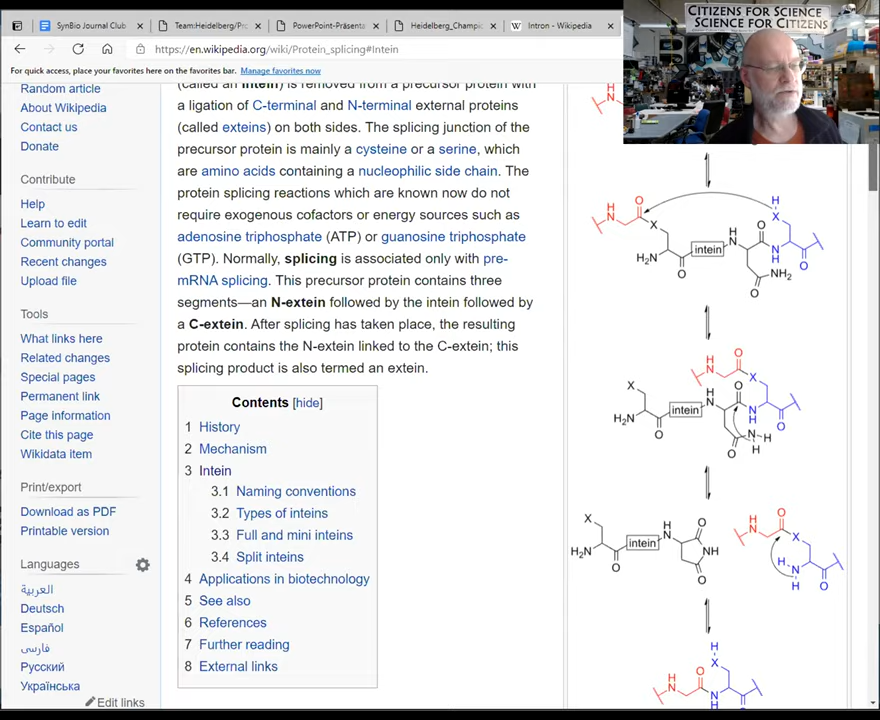 SynBio Journal Club
Team:Heidelberg/Pro
PowerPoint-Präsenta
Heidelberg_Champio
Intron - Wikipedia
https://en.wikipedia.org/wiki/Protein_splicing#Intein
For quick access, place your favorites here on the favorites bar. Manage favorites now
CITIZENS FOR SCIENCE
SCIENCE FOR CITIZENS
Random article
About Wikipedia
Contact us
Donate
Contribute
Help
Learn to edit
Community portal
Recent changes
Upload file
Tools
What links here
Related changes
Special pages
Permanent link
Page information
Cite this page
Wikidata item
Print/export
Download as PDF
Printable version
Languages
العربية
Deutsch
Español
فارسی
Русский
Українська
Edit links
(called an intein) is removed from a precursor protein with
a ligation of C-terminal and N-terminal external proteins
(called exteins) on both sides. The splicing junction of the
precursor protein is mainly a cysteine or a serine, which
are amino acids containing a nucleophilic side chain. The
protein splicing reactions which are known now do not
require exogenous cofactors or energy sources such as
adenosine triphosphate (ATP) or guanosine triphosphate
(GTP). Normally, splicing is associated only with pre-
mRNA splicing. This precursor protein contains three
segments—an N-extein followed by the intein followed by
a C-extein. After splicing has taken place, the resulting
protein contains the N-extein linked to the C-extein; this
splicing product is also termed an extein.
Contents [hide]
1 History
2 Mechanism
3 Intein
3.1 Naming conventions
3.2 Types of inteins
3.3 Full and mini inteins
3.4 Split inteins
4 Applications in biotechnology
5 See also
6 References
7 Further reading
8 External links
H N
H N O X H₂N O intein H N O NH₂ O H X N H O
H N O X X H₂N O intein H N O N H O O N H H
X H₂N O intein H N O NH O H N O X H N H O
H X H N O N H O